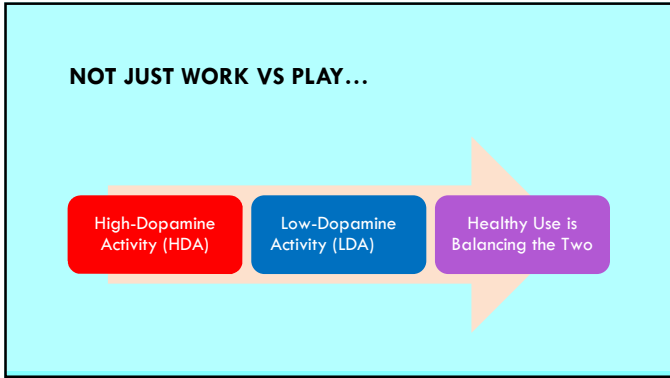 NOT JUST WORK VS PLAY...
High-Dopamine
Activity (HDA)
Low-Dopamine
Activity (LDA)
Healthy Use is
Balancing the Two